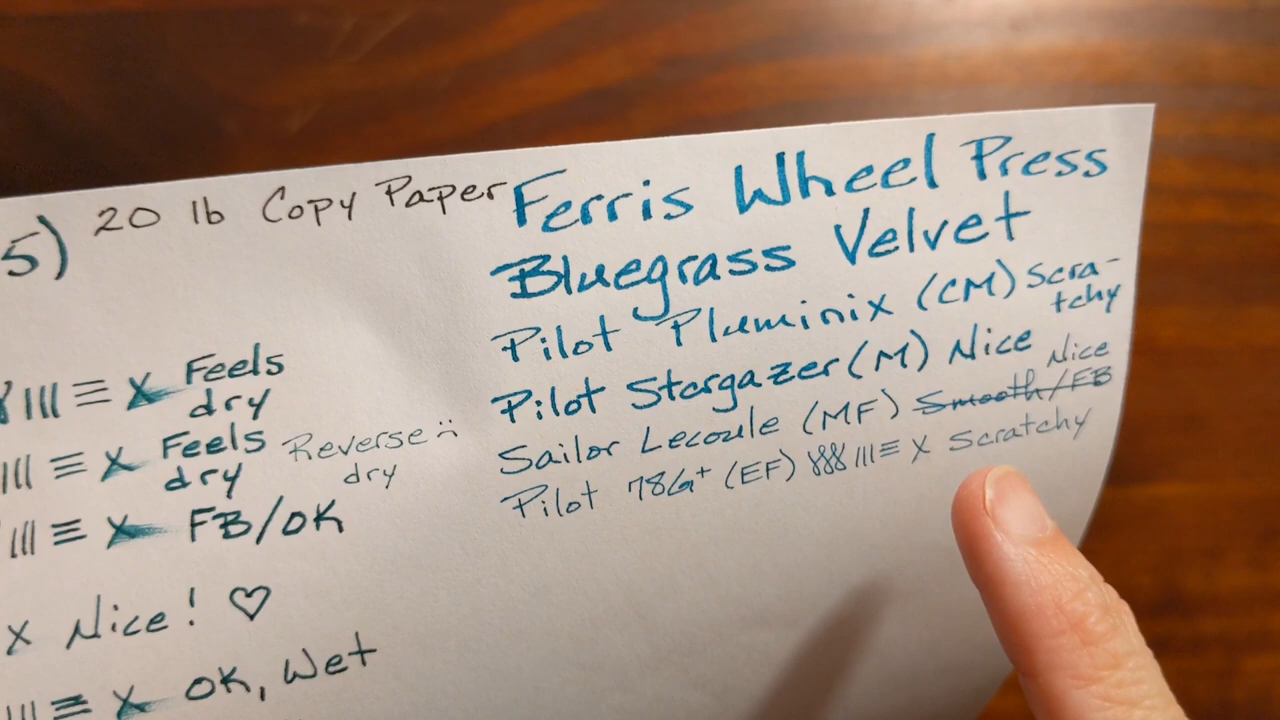 5) 20 lb Copy Paper
||| ≡ X Feels
dry
||| ≡ X Feels
dry
Reverse
dry
||| ≡ X FB/OK
X Nice! ♡
||| ≡ X OK, Wet
Ferris Wheel Press
Bluegrass Velvet
Pilot Pluminix (CM) Scra-
tchy
Pilot Stargazer (M) Nice
Sailor Lecoule (MF) Smooth/FB Nice
Pilot 78G+ (EF) ||| ≡ X Scratchy